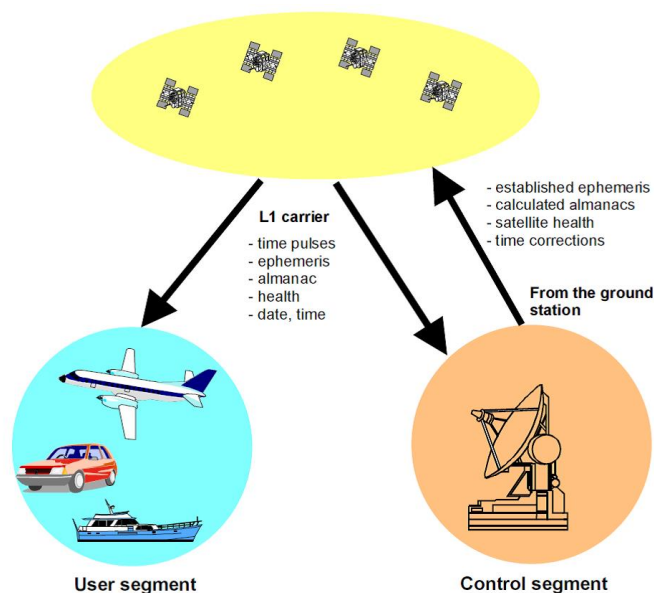 L1 carrier
- time pulses
- ephemeris
- almanac
- health
- date, time
- established ephemeris
- calculated almanacs
- satellite health
- time corrections
From the ground
station
User segment
Control segment